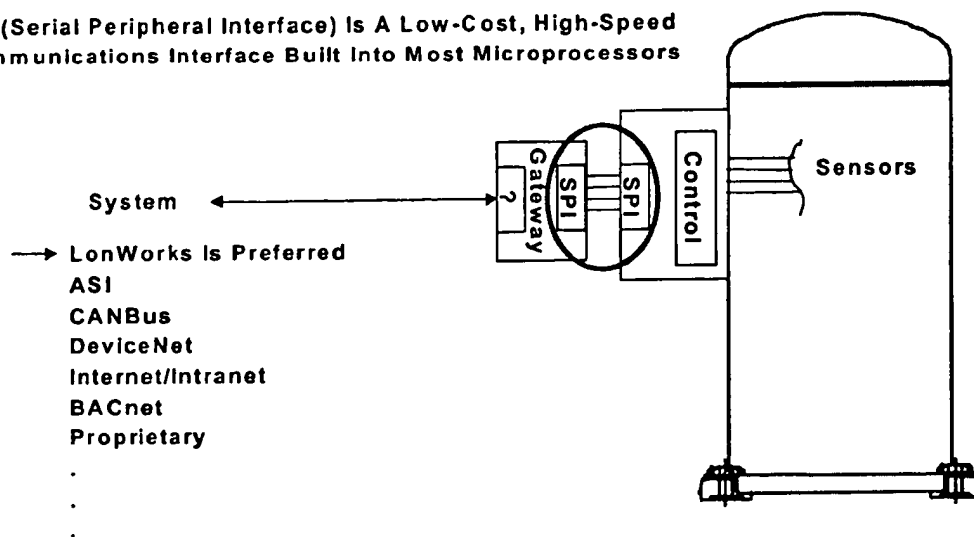 (Serial Peripheral Interface) Is A Low-Cost, High-Speed
mmunications Interface Built Into Most Microprocessors
Gateway
?
SPI
SPI
Control
Sensors
System
LonWorks Is Preferred
ASI
CANBus
DeviceNet
Internet/Intranet
BACnet
Proprietary
.
.
.